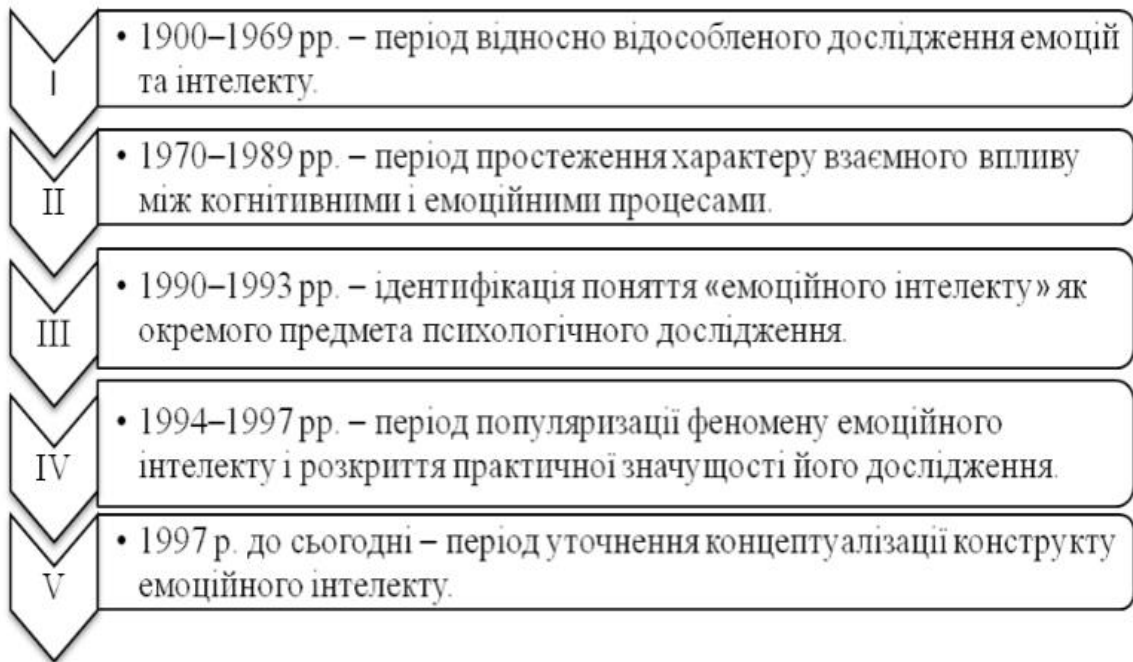 I
• 1900–1969 рр. – період відносно відособленого дослідження емоцій
та інтелекту.
II
• 1970–1989 рр. – період простеження характеру взаємного впливу
між когнітивними і емоційними процесами.
III
• 1990–1993 рр. – ідентифікація поняття «емоційного інтелекту» як
окремого предмета психологічного дослідження.
IV
• 1994–1997 рр. – період популяризації феномену емоційного
інтелекту і розкриття практичної значущості його дослідження.
V
• 1997 р. до сьогодні – період уточнення концептуалізації конструкту
емоційного інтелекту.